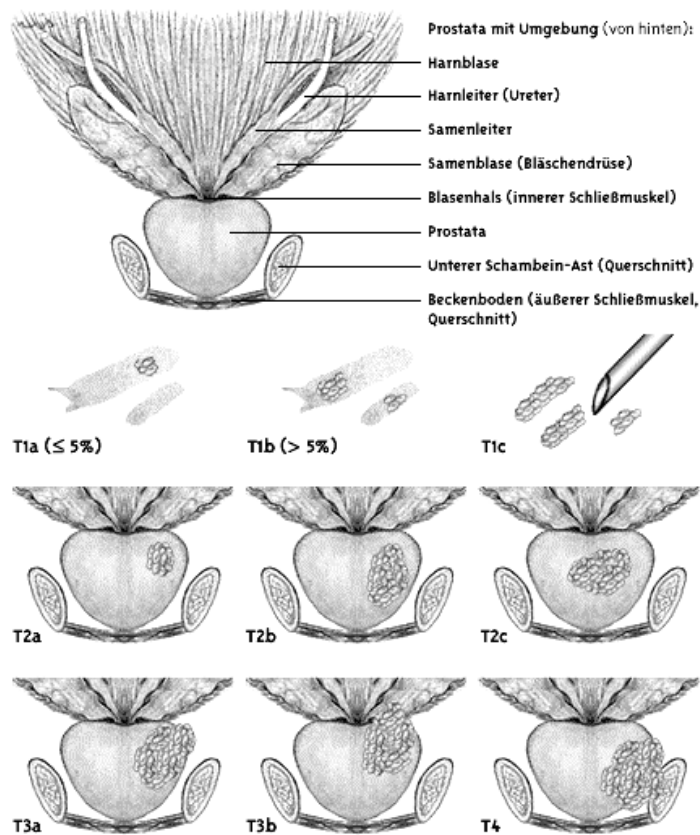 Prostata mit Umgebung (von hinten):
Harnblase
Harnleiter (Ureter)
Samenleiter
Samenblase (Bläschendrüse)
Blasenhals (innerer Schließmuskel)
Prostata
Unterer Schambein-Ast (Querschnitt)
Beckenboden (äußerer Schließmuskel,
Querschnitt)
T1a (≤ 5%)
T1b (> 5%)
T1c
T2a
T2b
T2c
T3a
T3b
T4